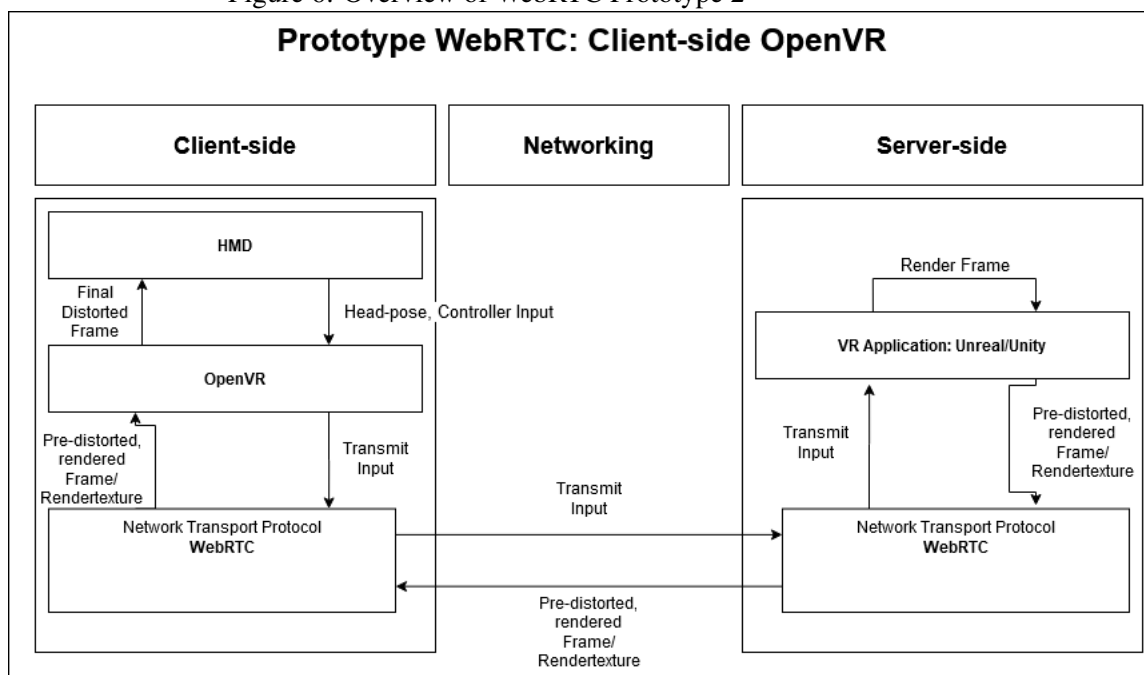 Figure 6: Overview of WebRTC Prototype 2
Prototype WebRTC: Client-side OpenVR
Client-side
Networking
Server-side
HMD
Final
Distorted
Frame
Head-pose, Controller Input
OpenVR
Pre-distorted,
rendered
Frame/
Rendertexture
Transmit
Input
Network Transport Protocol
WebRTC
Transmit
Input
Pre-distorted,
rendered
Frame/
Rendertexture
Render Frame
VR Application: Unreal/Unity
Transmit
Input
Pre-distorted,
rendered
Frame/
Rendertexture
Network Transport Protocol
WebRTC